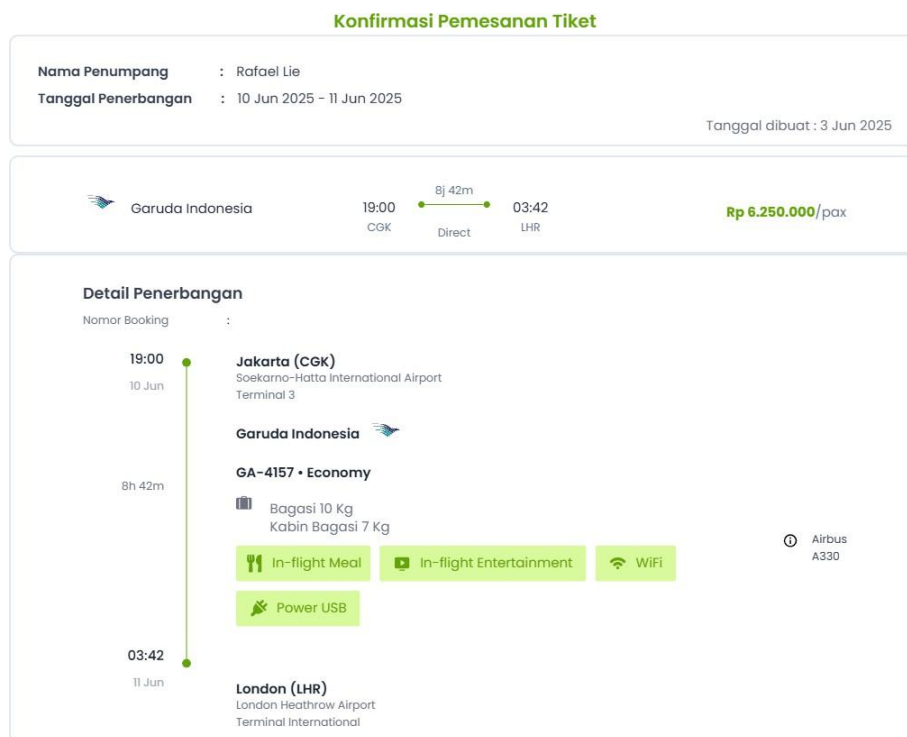 Konfirmasi Pemesanan Tiket
Nama Penumpang : Rafael Lie
Tanggal Penerbangan : 10 Jun 2025 - 11 Jun 2025
Tanggal dibuat : 3 Jun 2025
8j 42m
Garuda Indonesia 19:00 03:42 Rp 6.250.000/pax
CGK Direct LHR
Detail Penerbangan
Nomor Booking :
19:00 Jakarta (CGK)
10 Jun Soekarno-Hatta International Airport
Terminal 3
Garuda Indonesia
GA-4157 • Economy
8h 42m
Bagasi 10 Kg
Kabin Bagasi 7 Kg
Airbus
A330
In-flight Meal In-flight Entertainment WiFi
Power USB
03:42
11 Jun London (LHR)
London Heathrow Airport
Terminal International